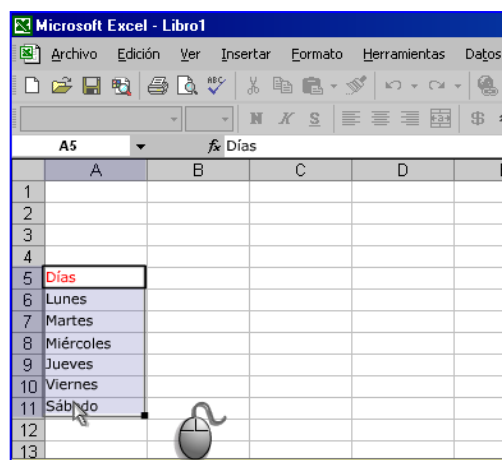 Microsoft Excel - Libro1
Archivo Edición Ver Insertar Formato Herramientas Datos
N K S $
A5 fx Días
A B C D
1
2
3
4
5 Días
6 Lunes
7 Martes
8 Miércoles
9 Jueves
10 Viernes
11 Sábado
12
13